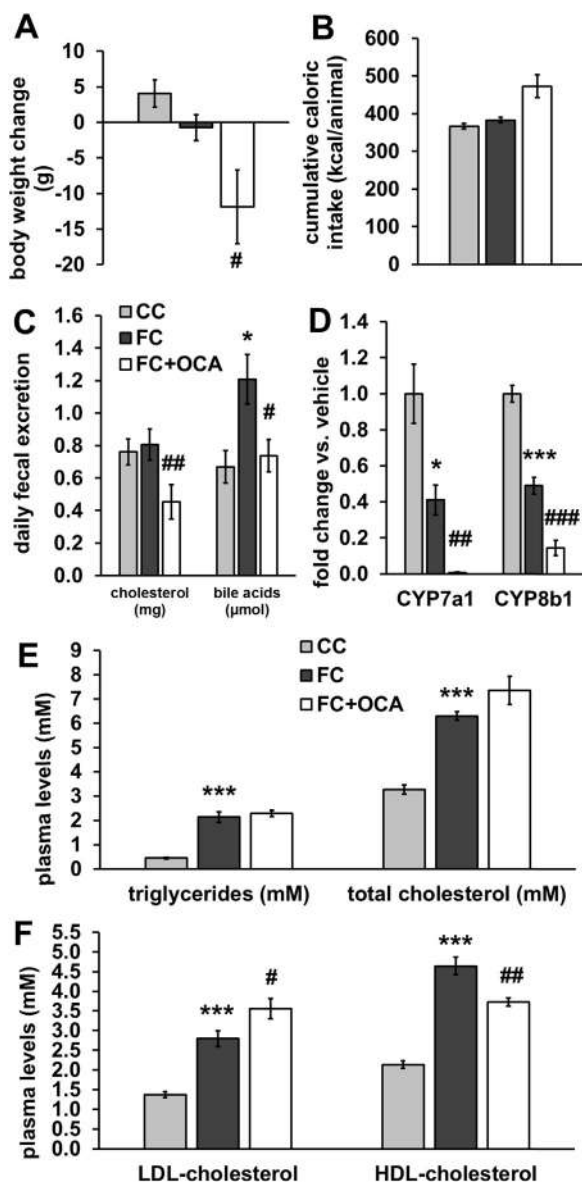 A
body weight change
(g)
10
5
0
-5
-10
-15
-20
#
B
cumulative caloric
intake (kcal/animal)
600
500
400
300
200
100
0
C
CC
FC
FC+OCA
daily fecal excretion
1.6
1.4
1.2
1.0
0.8
0.6
0.4
0.2
0.0
##
*
#
cholesterol
(mg)
bile acids
(µmol)
D
fold change vs. vehicle
1.4
1.2
1.0
0.8
0.6
0.4
0.2
0.0
*
##
***
###
CYP7a1
CYP8b1
E
CC
FC
FC+OCA
plasma levels (mM)
9
8
7
6
5
4
3
2
1
0
***
***
triglycerides (mM)
total cholesterol (mM)
F
plasma levels (mM)
5.5
5.0
4.5
4.0
3.5
3.0
2.5
2.0
1.5
1.0
0.5
0.0
***
#
***
##
LDL-cholesterol
HDL-cholesterol